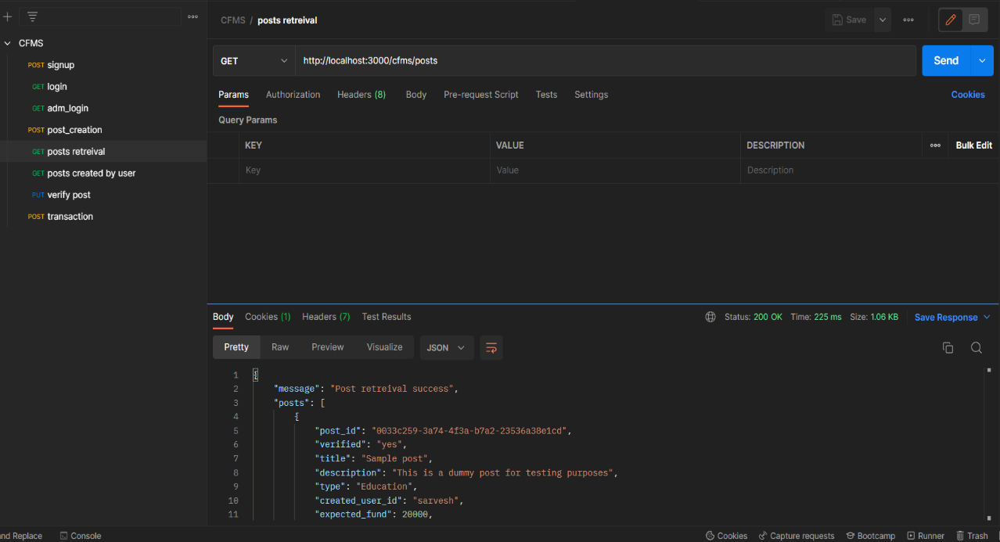 CFMS
POST signup
GET login
GET adm_login
POST post_creation
GET posts retreival
GET posts created by user
PUT verify post
POST transaction
CFMS / posts retreival
Save
GET http://localhost:3000/cfms/posts
Send
Params Authorization Headers (8) Body Pre-request Script Tests Settings Cookies
Query Params
KEY VALUE DESCRIPTION Bulk Edit
Key Value Description
Body Cookies (1) Headers (7) Test Results Status: 200 OK Time: 225 ms Size: 1.06 KB Save Response
Pretty Raw Preview Visualize JSON
1 {
2 "message": "Post retreival success",
3 "posts": [
4 {
5 "post_id": "0033c259-3a74-4f3a-b7a2-23536a38e1cd",
6 "verified": "yes",
7 "title": "Sample post",
8 "description": "This is a dummy post for testing purposes",
9 "type": "Education",
10 "created_user_id": "sarvesh",
11 "expected_fund": 20000,
nd Replace Console Cookies Capture requests Bootcamp Runner Trash